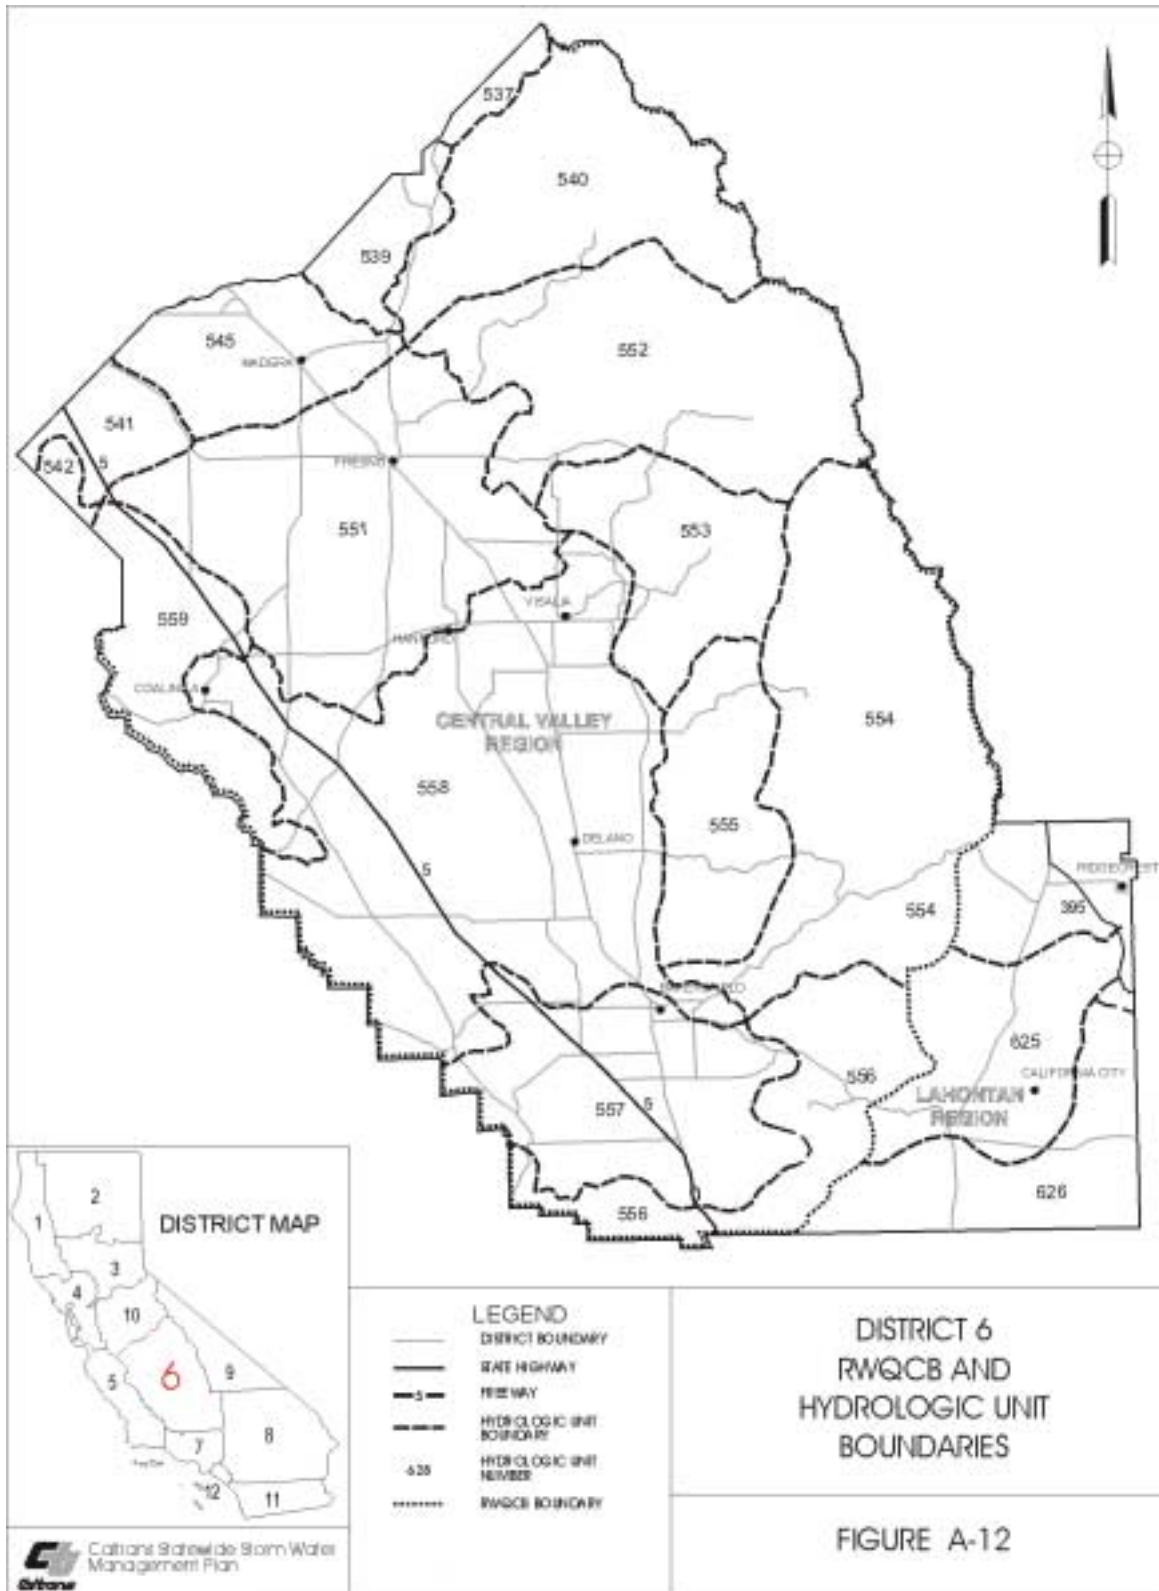 537
540
539
545
552
MADERA
541
542
5
FRESNO
551
553
VISALIA
559
HANFORD
COALINGA
CENTRAL VALLEY
REGION
554
558
555
DELANO
5
RIDGECREST
554
395
BAKERSFIELD
625
556
CALIFORNIA CITY
LAHONTAN
REGION
557
5
626
556
DISTRICT MAP
1
2
3
4
10
5
6
9
7
8
12
11
LEGEND
DISTRICT BOUNDARY
STATE HIGHWAY
5
FREEWAY
HYDROLOGIC UNIT
BOUNDARY
HYDROLOGIC UNIT
NUMBER
RWQCB BOUNDARY
DISTRICT 6
RWQCB AND
HYDROLOGIC UNIT
BOUNDARIES
FIGURE A-12
Caltrans Statewide Storm Water
Management Plan
Caltrans